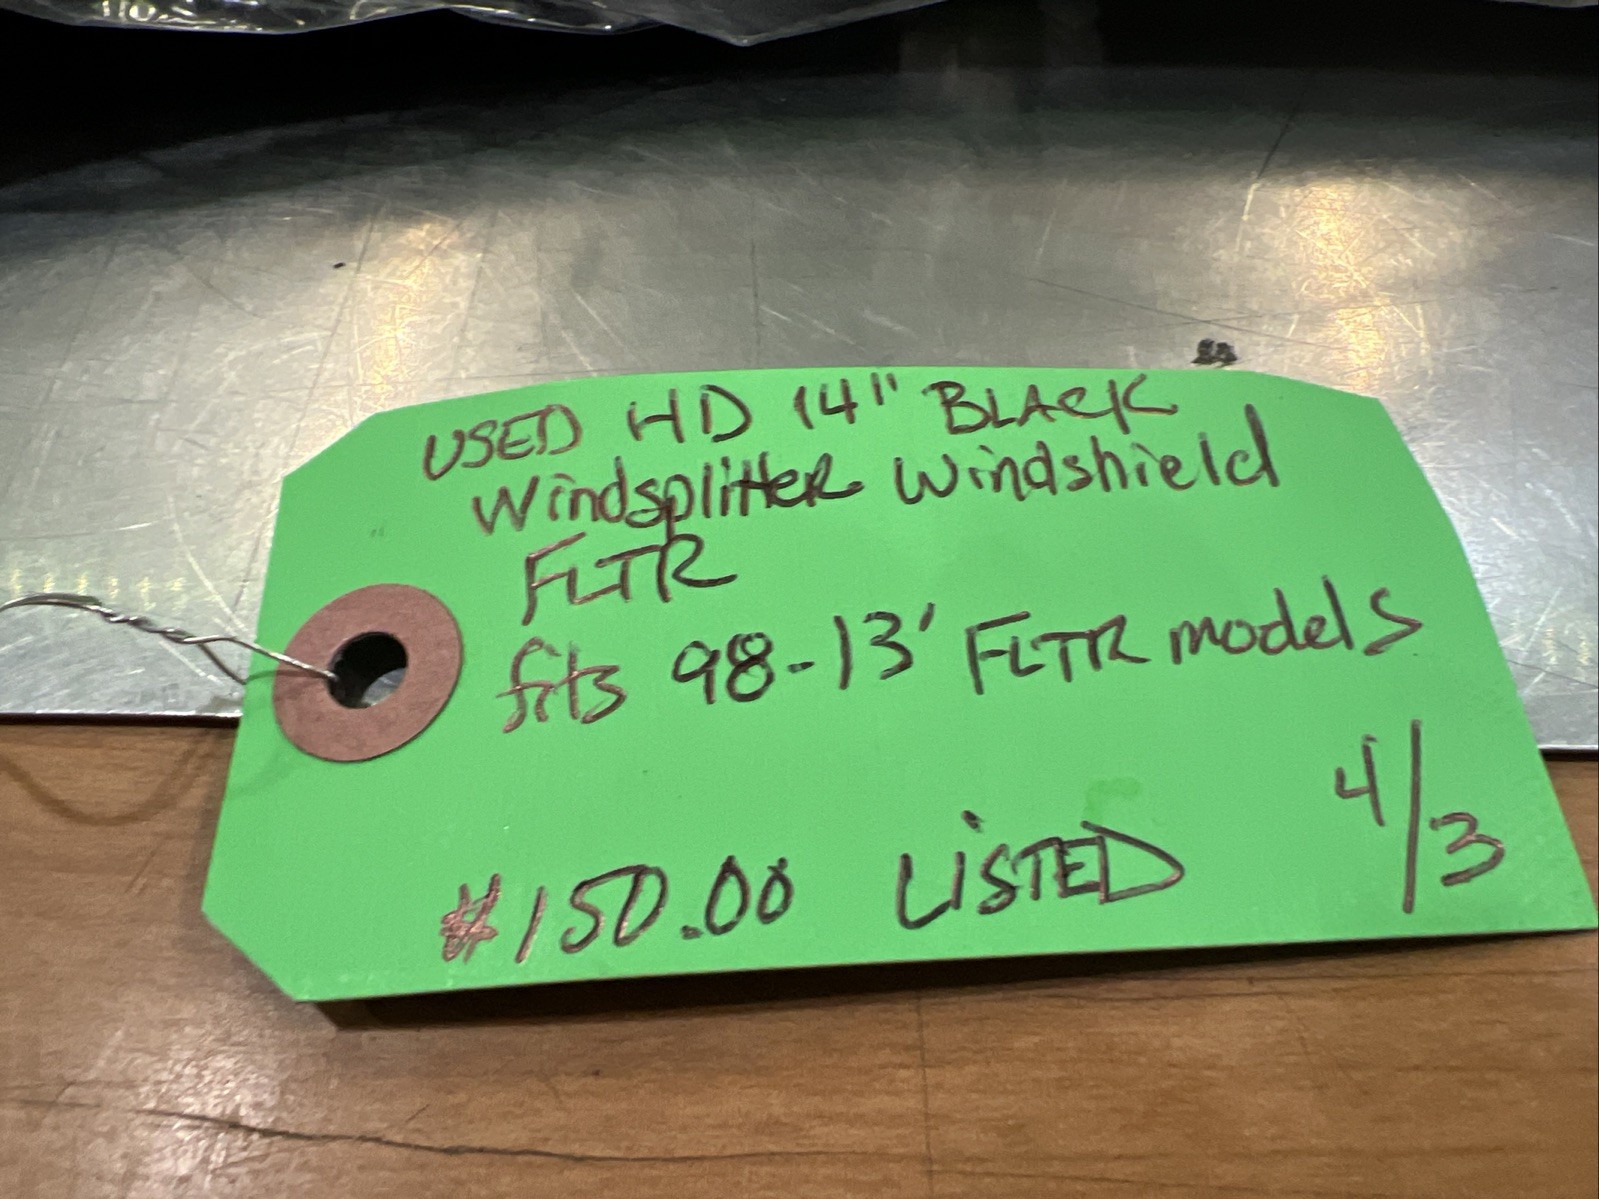 USED HD 14" BLACK
Windsplitter Windshield
FLTR
fits 98-13' FLTR models
4/3
$150.00 LISTED